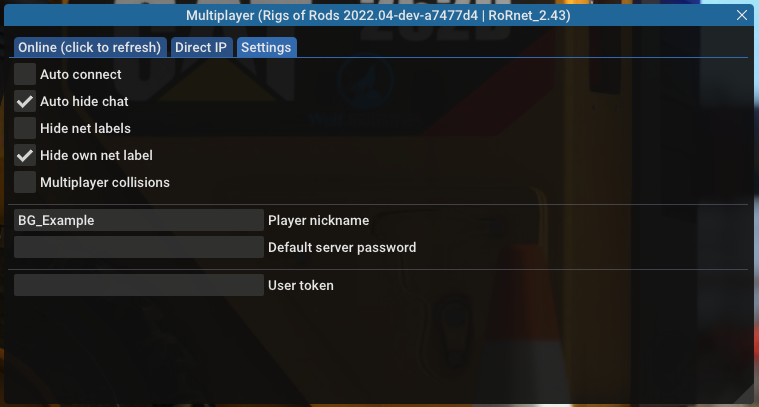 Multiplayer (Rigs of Rods 2022.04-dev-a7477d4 | RoRnet_2.43)
Online (click to refresh) Direct IP Settings
Auto connect
Auto hide chat
Hide net labels
Hide own net label
Multiplayer collisions
BG_Example Player nickname
Default server password
User token